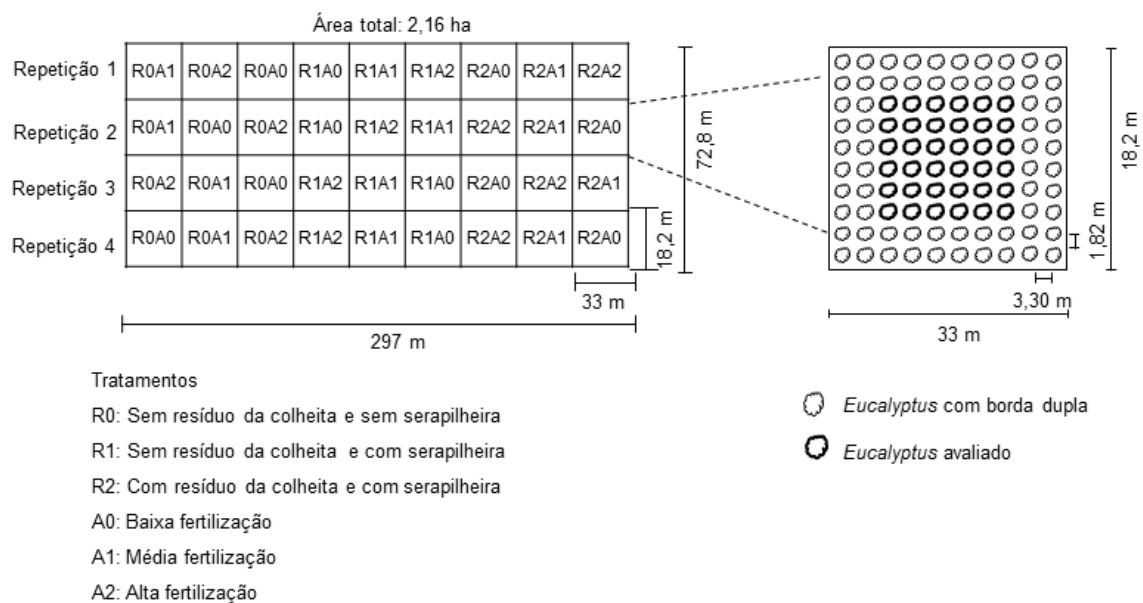 Área total: 2,16 ha
Repetição 1 R0A1 R0A2 R0A0 R1A0 R1A1 R1A2 R2A0 R2A1 R2A2
Repetição 2 R0A1 R0A0 R0A2 R1A0 R1A2 R1A1 R2A2 R2A1 R2A0
Repetição 3 R0A2 R0A1 R0A0 R1A2 R1A1 R1A0 R2A0 R2A2 R2A1
Repetição 4 R0A0 R0A1 R0A2 R1A2 R1A1 R1A0 R2A2 R2A1 R2A0
18,2 m
72,8 m
33 m
297 m
18,2 m
1,82 m
3,30 m
33 m
Tratamentos
R0: Sem resíduo da colheita e sem serapilheira
R1: Sem resíduo da colheita e com serapilheira
R2: Com resíduo da colheita e com serapilheira
A0: Baixa fertilização
A1: Média fertilização
A2: Alta fertilização
Eucalyptus com borda dupla
Eucalyptus avaliado